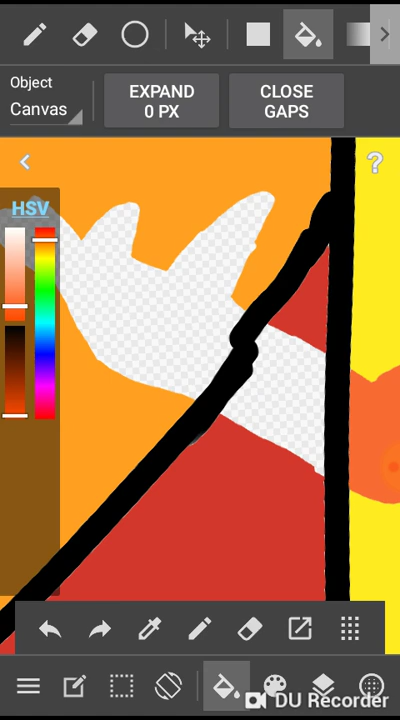 Object
Canvas
EXPAND
0 PX
CLOSE
GAPS
?
HSV
DU Recorder